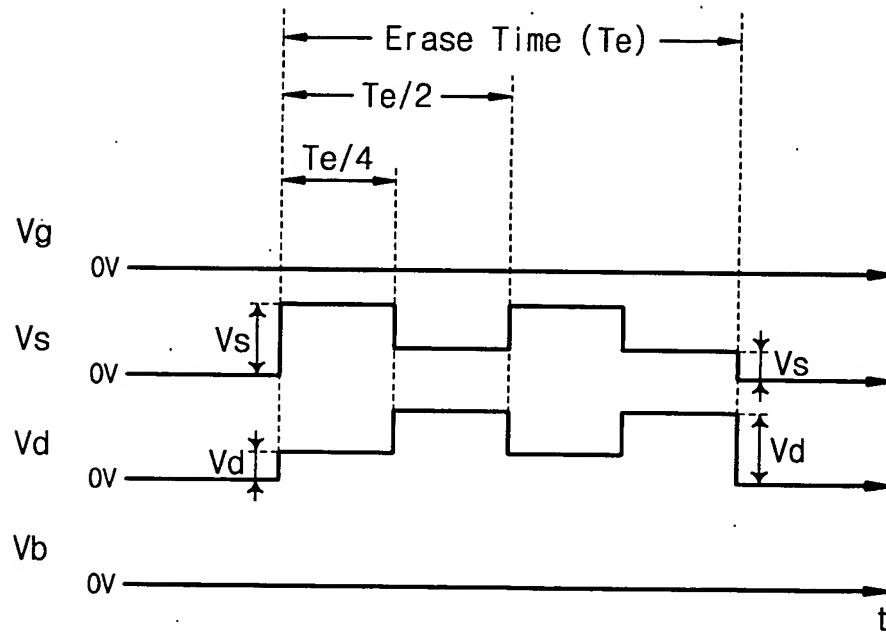 Erase Time (Te)
Te/2
Te/4
Vg
0V
Vs
Vs
0V
Vs
Vd
Vd
0V
Vd
Vb
0V
t